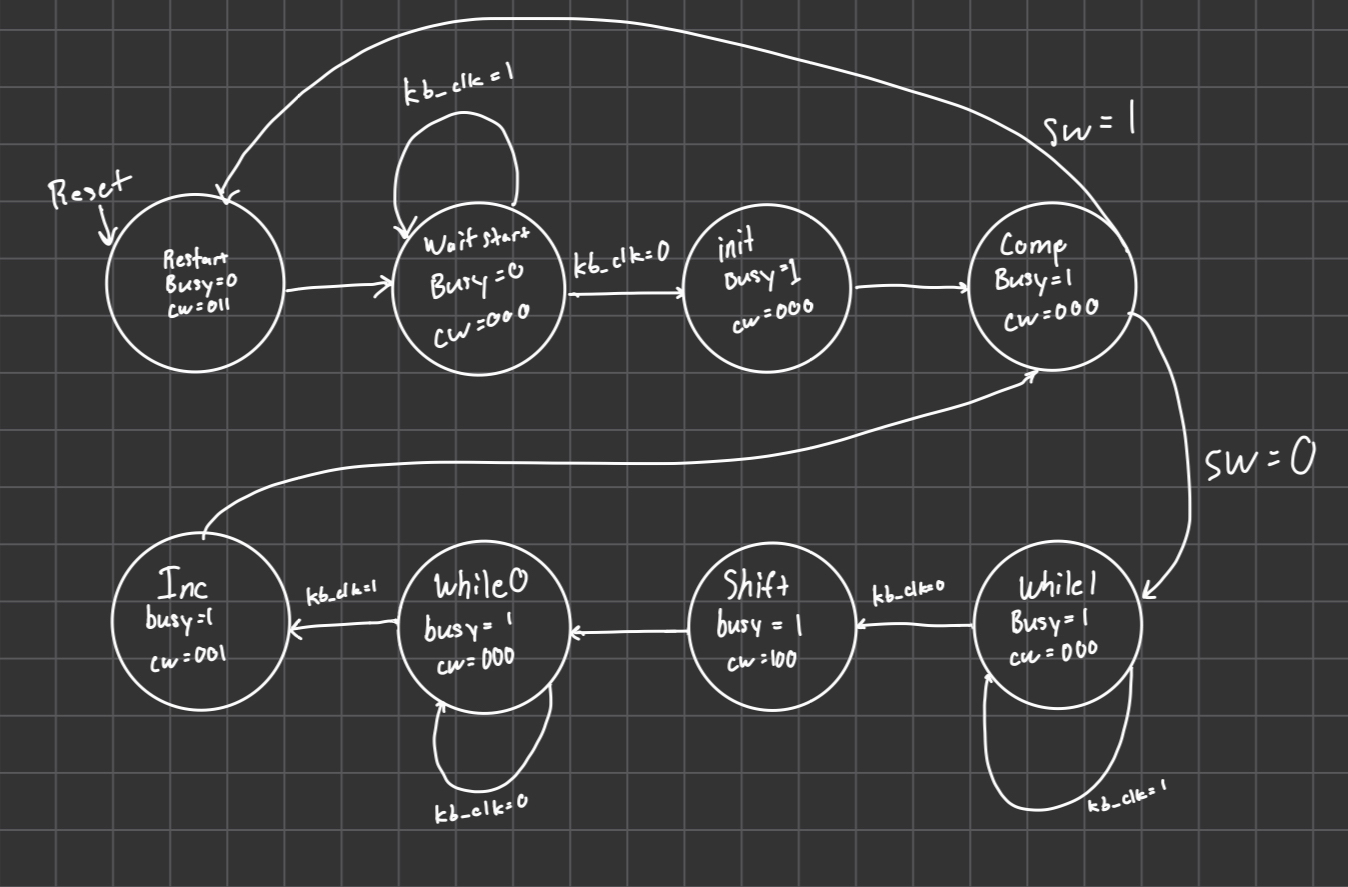 kb_clk=1
sw=1
Reset
Restart
Busy=0
cw=011
Wait start
Busy=0
cw=000
kb_clk=0
init
Busy=1
cw=000
Comp
Busy=1
cw=000
sw=0
Inc
busy=1
cw=001
kb_clk=1
While0
busy=1
cw=000
Shift
busy=1
cw=100
kb_clk=0
While1
Busy=1
cw=000
kb_clk=0
kb_clk=1